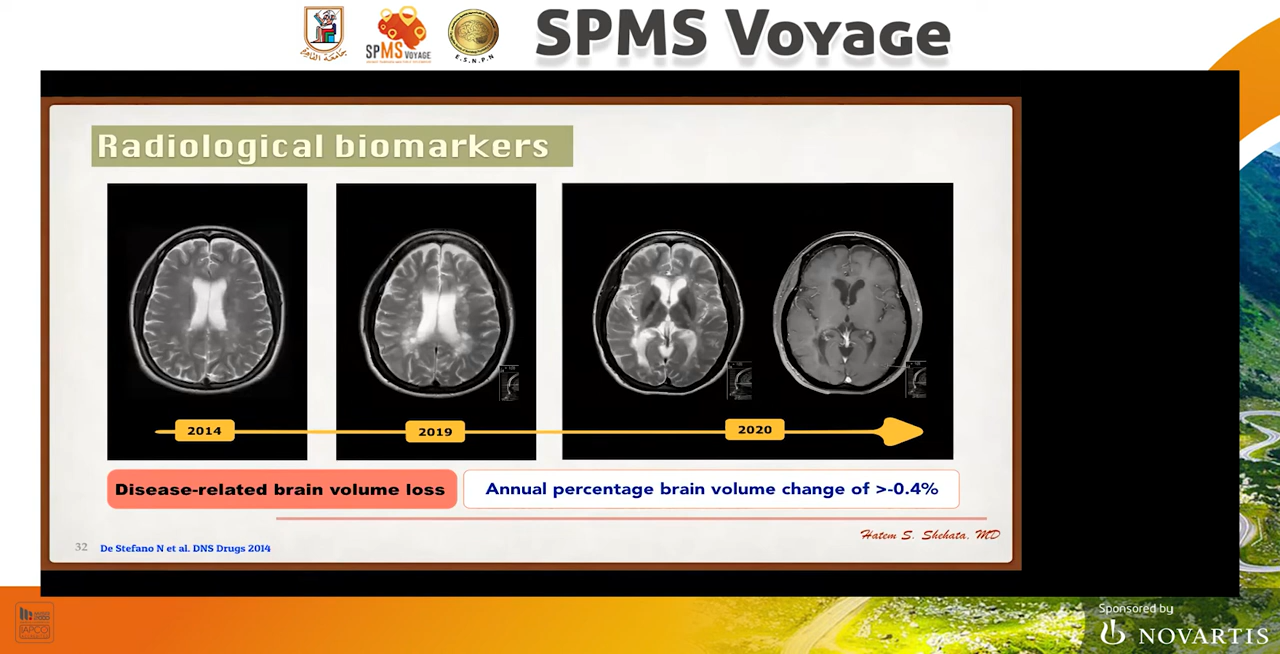 SPMS Voyage
SPMS VOYAGE
E.S.N.P.N
Radiological biomarkers
2014
2019
2020
Disease-related brain volume loss
Annual percentage brain volume change of >-0.4%
Hatem S. Shehata, MD
32
De Stefano N et al. DNS Drugs 2014
IAPCO
Sponsored by
NOVARTIS